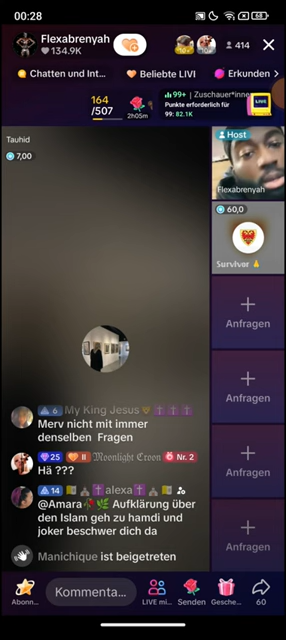 00:28
68
Flexabrenyah
134.9K
414
Chatten und Int...
Beliebte LIVI
Erkunden
164
/507
2h05m
99+ | Zuschauer*innen
Punkte erforderlich für
99: 82.1K
LIVE
Tauhid
7,00
Host
Flexabrenyah
60,0
Survivor
Anfragen
Anfragen
Anfragen
Anfragen
6 My King Jesus
Merv nicht mit immer
denselben Fragen
25 II Moonlight Croon Nr. 2
Hä ???
14 alexa
@Amara Aufklärung über
den Islam geh zu hamdi und
joker beschwer dich da
Manichique ist beigetreten
Abonn...
Kommenta...
LIVE mi...
Senden
Gesche...
60